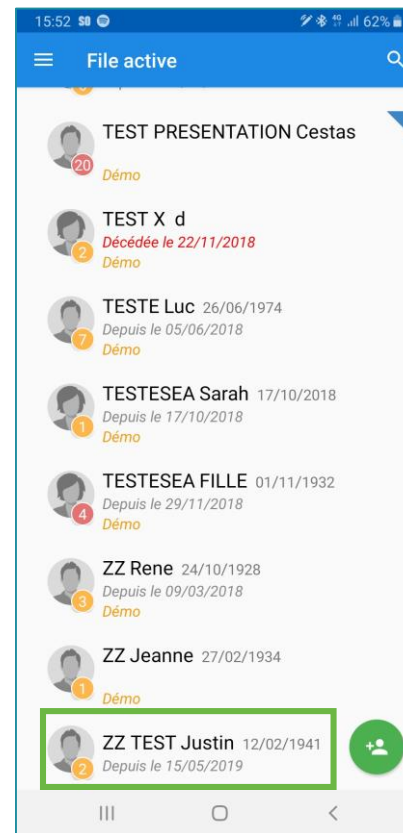 15:52 62%
File active
TEST PRESENTATION Cestas
20
Démo
TEST X d
Décédée le 22/11/2018
2
Démo
TESTE Luc 26/06/1974
Depuis le 05/06/2018
7
Démo
TESTESEA Sarah 17/10/2018
Depuis le 17/10/2018
1
Démo
TESTESEA FILLE 01/11/1932
Depuis le 29/11/2018
4
Démo
ZZ Rene 24/10/1928
Depuis le 09/03/2018
3
Démo
ZZ Jeanne 27/02/1934
1
Démo
ZZ TEST Justin 12/02/1941
Depuis le 15/05/2019
2